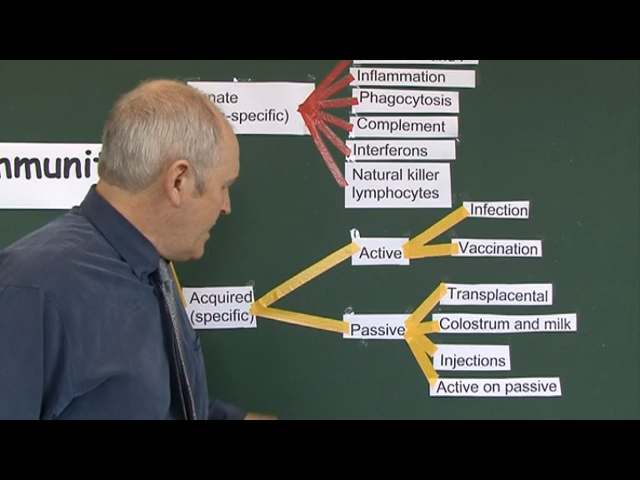 Inflammation
nate
-specific)
Phagocytosis
Complement
Interferons
Natural killer
lymphocytes
mmunit
Infection
Active
Vaccination
Acquired
(specific)
Transplacental
Passive
Colostrum and milk
Injections
Active on passive